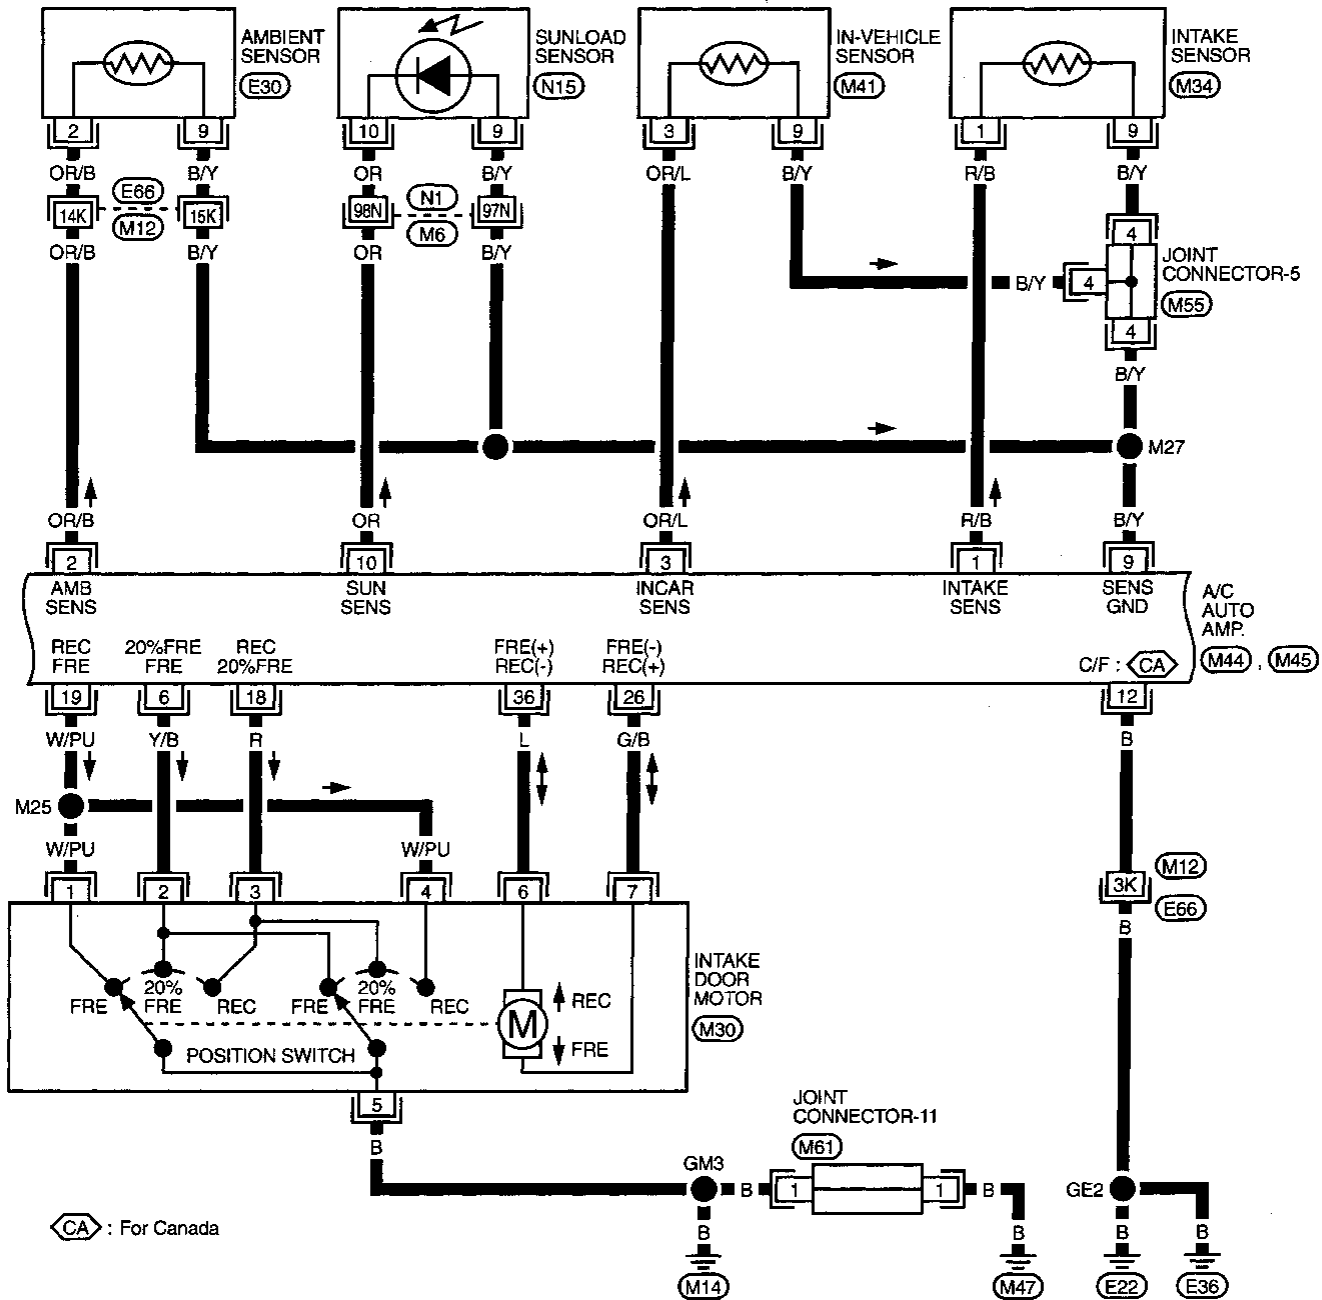 AMBIENT
SENSOR
E30
SUNLOAD
SENSOR
N15
IN-VEHICLE
SENSOR
M41
INTAKE
SENSOR
M34
2
9
10
9
3
9
1
9
OR/B
B/Y
OR
B/Y
OR/L
B/Y
R/B
B/Y
14K
E66
M12
15K
98N
N1
M6
97N
OR/B
B/Y
OR
B/Y
4
JOINT
CONNECTOR-5
M55
B/Y
4
4
B/Y
M27
OR/B
OR
OR/L
R/B
B/Y
2
10
3
1
9
AMB
SENS
SUN
SENS
INCAR
SENS
INTAKE
SENS
SENS
GND
A/C
AUTO
AMP.
M44 , M45
REC
FRE
20%FRE
FRE
REC
20%FRE
FRE(+)
REC(-)
FRE(-)
REC(+)
C/F : CA
19
6
18
36
26
12
W/PU
Y/B
R
L
G/B
B
M25
W/PU
W/PU
1
2
3
4
6
7
3K
M12
E66
B
FRE
20%
FRE
REC
FRE
20%
FRE
REC
M
REC
FRE
POSITION SWITCH
INTAKE
DOOR
MOTOR
M30
5
B
JOINT
CONNECTOR-11
M61
GM3
B
1
1
B
GE2
B
B
B
B
M14
M47
E22
E36
CA : For Canada